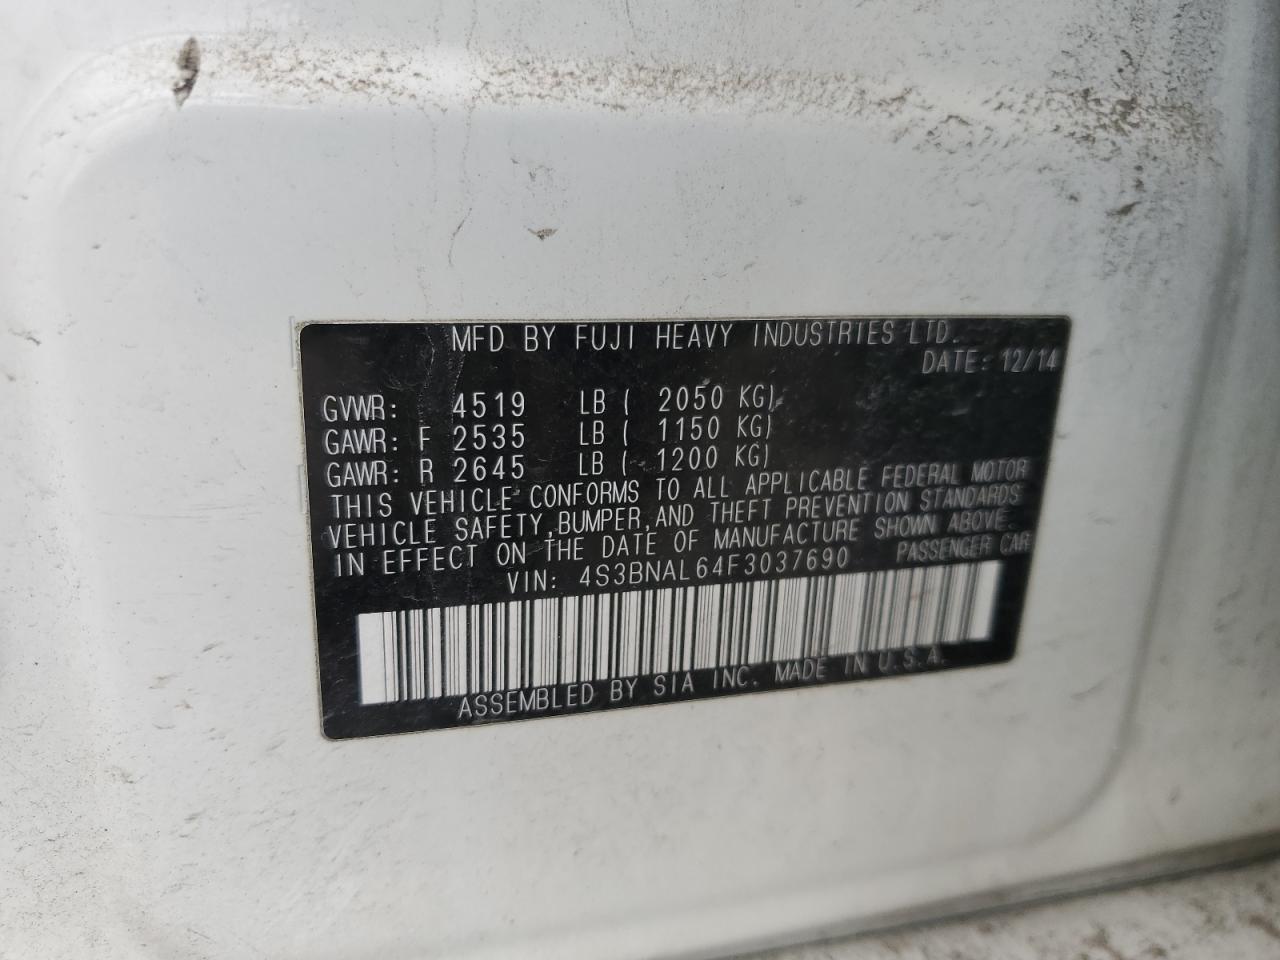 MFD BY FUJI HEAVY INDUSTRIES LTD.
DATE: 12/14
GVWR: 4519 LB ( 2050 KG)
GAWR: F 2535 LB ( 1150 KG)
GAWR: R 2645 LB ( 1200 KG)
THIS VEHICLE CONFORMS TO ALL APPLICABLE FEDERAL MOTOR
VEHICLE SAFETY, BUMPER, AND THEFT PREVENTION STANDARDS
IN EFFECT ON THE DATE OF MANUFACTURE SHOWN ABOVE.
VIN: 4S3BNAL64F3037690 PASSENGER CAR
ASSEMBLED BY SIA INC. MADE IN U.S.A.